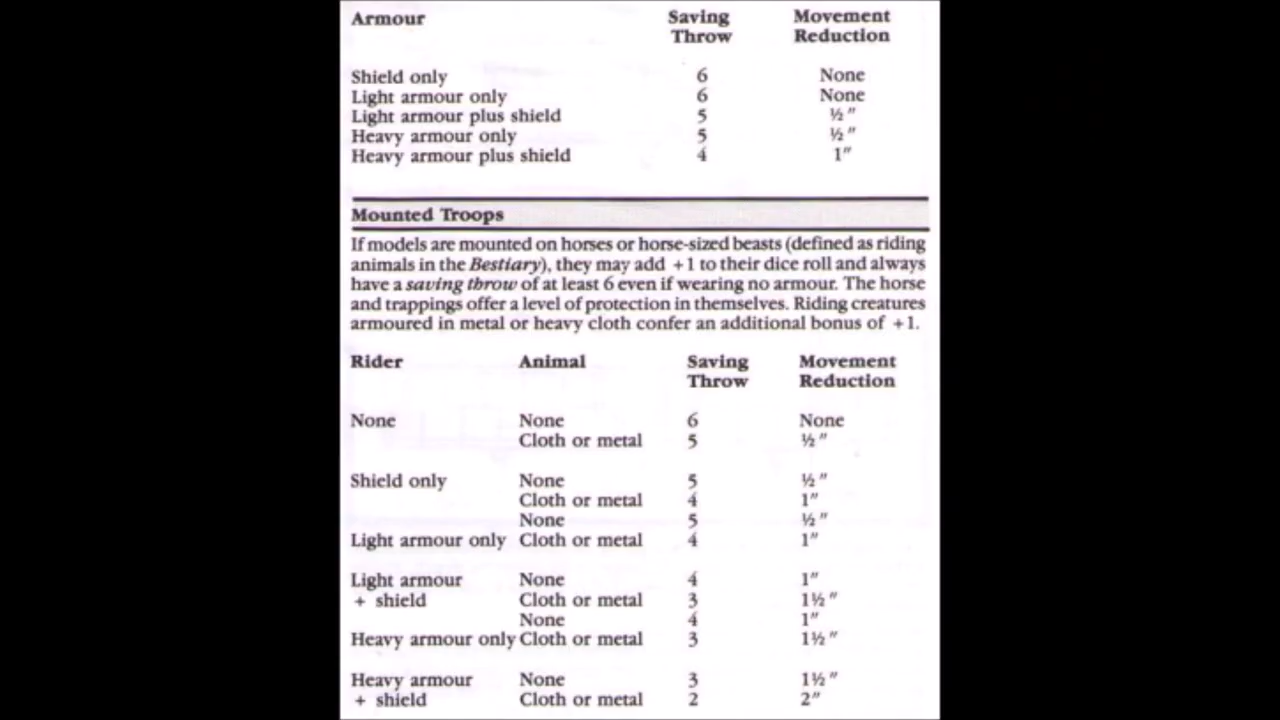 Armour Saving Movement
Throw Reduction
Shield only 6 None
Light armour only 6 None
Light armour plus shield 5 ½"
Heavy armour only 5 ½"
Heavy armour plus shield 4 1"
Mounted Troops
If models are mounted on horses or horse-sized beasts (defined as riding
animals in the Bestiary), they may add +1 to their dice roll and always
have a saving throw of at least 6 even if wearing no armour. The horse
and trappings offer a level of protection in themselves. Riding creatures
armoured in metal or heavy cloth confer an additional bonus of +1.
Rider Animal Saving Movement
Throw Reduction
None None 6 None
Cloth or metal 5 ½"
Shield only None 5 ½"
Cloth or metal 4 1"
None 5 ½"
Light armour only Cloth or metal 4 1"
Light armour None 4 1"
+ shield Cloth or metal 3 1½"
None 4 1"
Heavy armour only Cloth or metal 3 1½"
Heavy armour None 3 1½"
+ shield Cloth or metal 2 2"